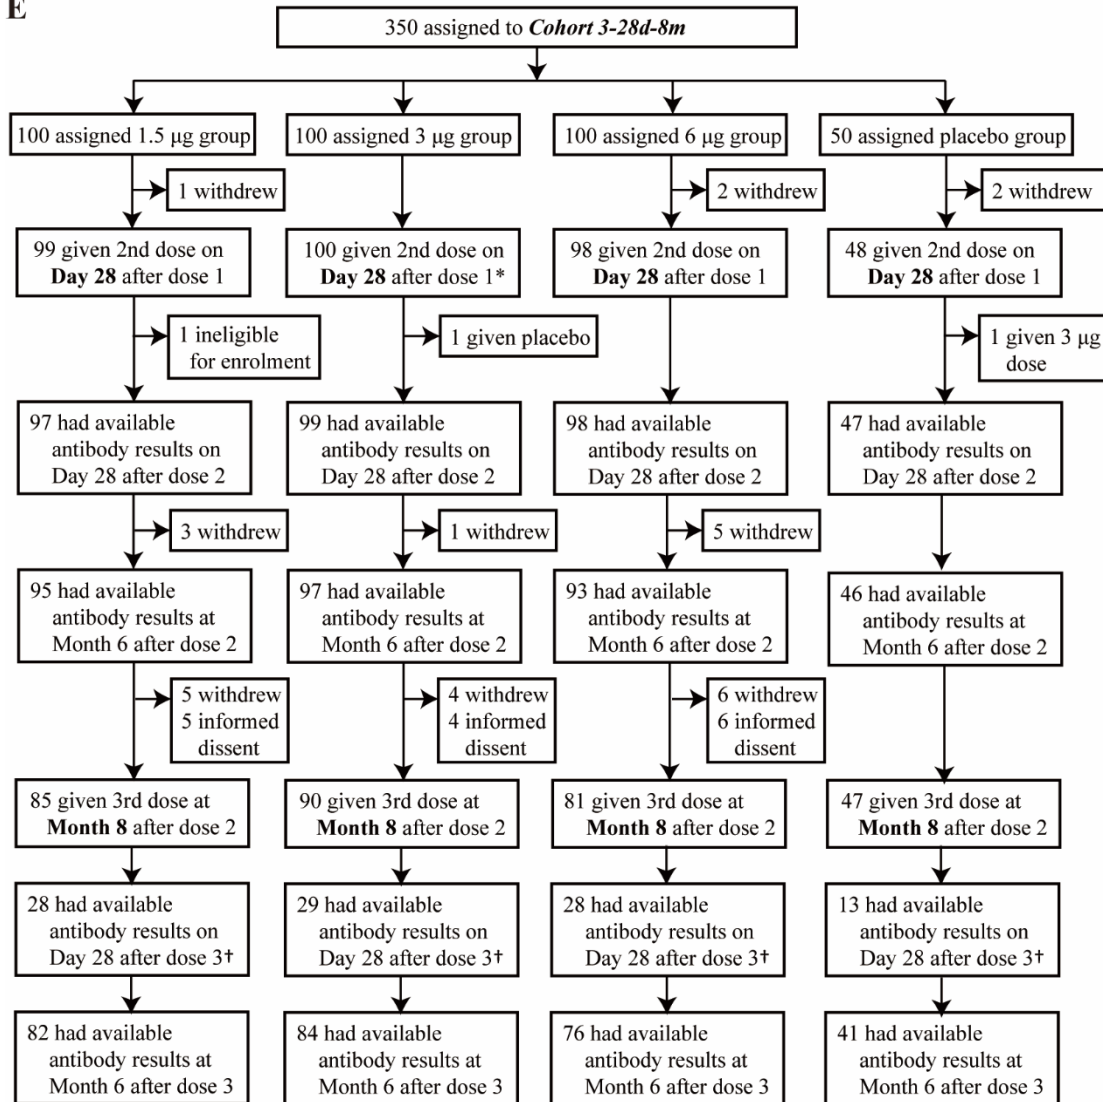 E
350 assigned to Cohort 3-28d-8m
100 assigned 1.5 μg group
100 assigned 3 μg group
100 assigned 6 μg group
50 assigned placebo group
1 withdrew
2 withdrew
2 withdrew
99 given 2nd dose on
Day 28 after dose 1
100 given 2nd dose on
Day 28 after dose 1*
98 given 2nd dose on
Day 28 after dose 1
48 given 2nd dose on
Day 28 after dose 1
1 ineligible
for enrolment
1 given placebo
1 given 3 μg
dose
97 had available
antibody results on
Day 28 after dose 2
99 had available
antibody results on
Day 28 after dose 2
98 had available
antibody results on
Day 28 after dose 2
47 had available
antibody results on
Day 28 after dose 2
3 withdrew
1 withdrew
5 withdrew
95 had available
antibody results at
Month 6 after dose 2
97 had available
antibody results at
Month 6 after dose 2
93 had available
antibody results at
Month 6 after dose 2
46 had available
antibody results at
Month 6 after dose 2
5 withdrew
5 informed
dissent
4 withdrew
4 informed
dissent
6 withdrew
6 informed
dissent
85 given 3rd dose at
Month 8 after dose 2
90 given 3rd dose at
Month 8 after dose 2
81 given 3rd dose at
Month 8 after dose 2
47 given 3rd dose at
Month 8 after dose 2
28 had available
antibody results on
Day 28 after dose 3†
29 had available
antibody results on
Day 28 after dose 3†
28 had available
antibody results on
Day 28 after dose 3†
13 had available
antibody results on
Day 28 after dose 3†
82 had available
antibody results at
Month 6 after dose 3
84 had available
antibody results at
Month 6 after dose 3
76 had available
antibody results at
Month 6 after dose 3
41 had available
antibody results at
Month 6 after dose 3